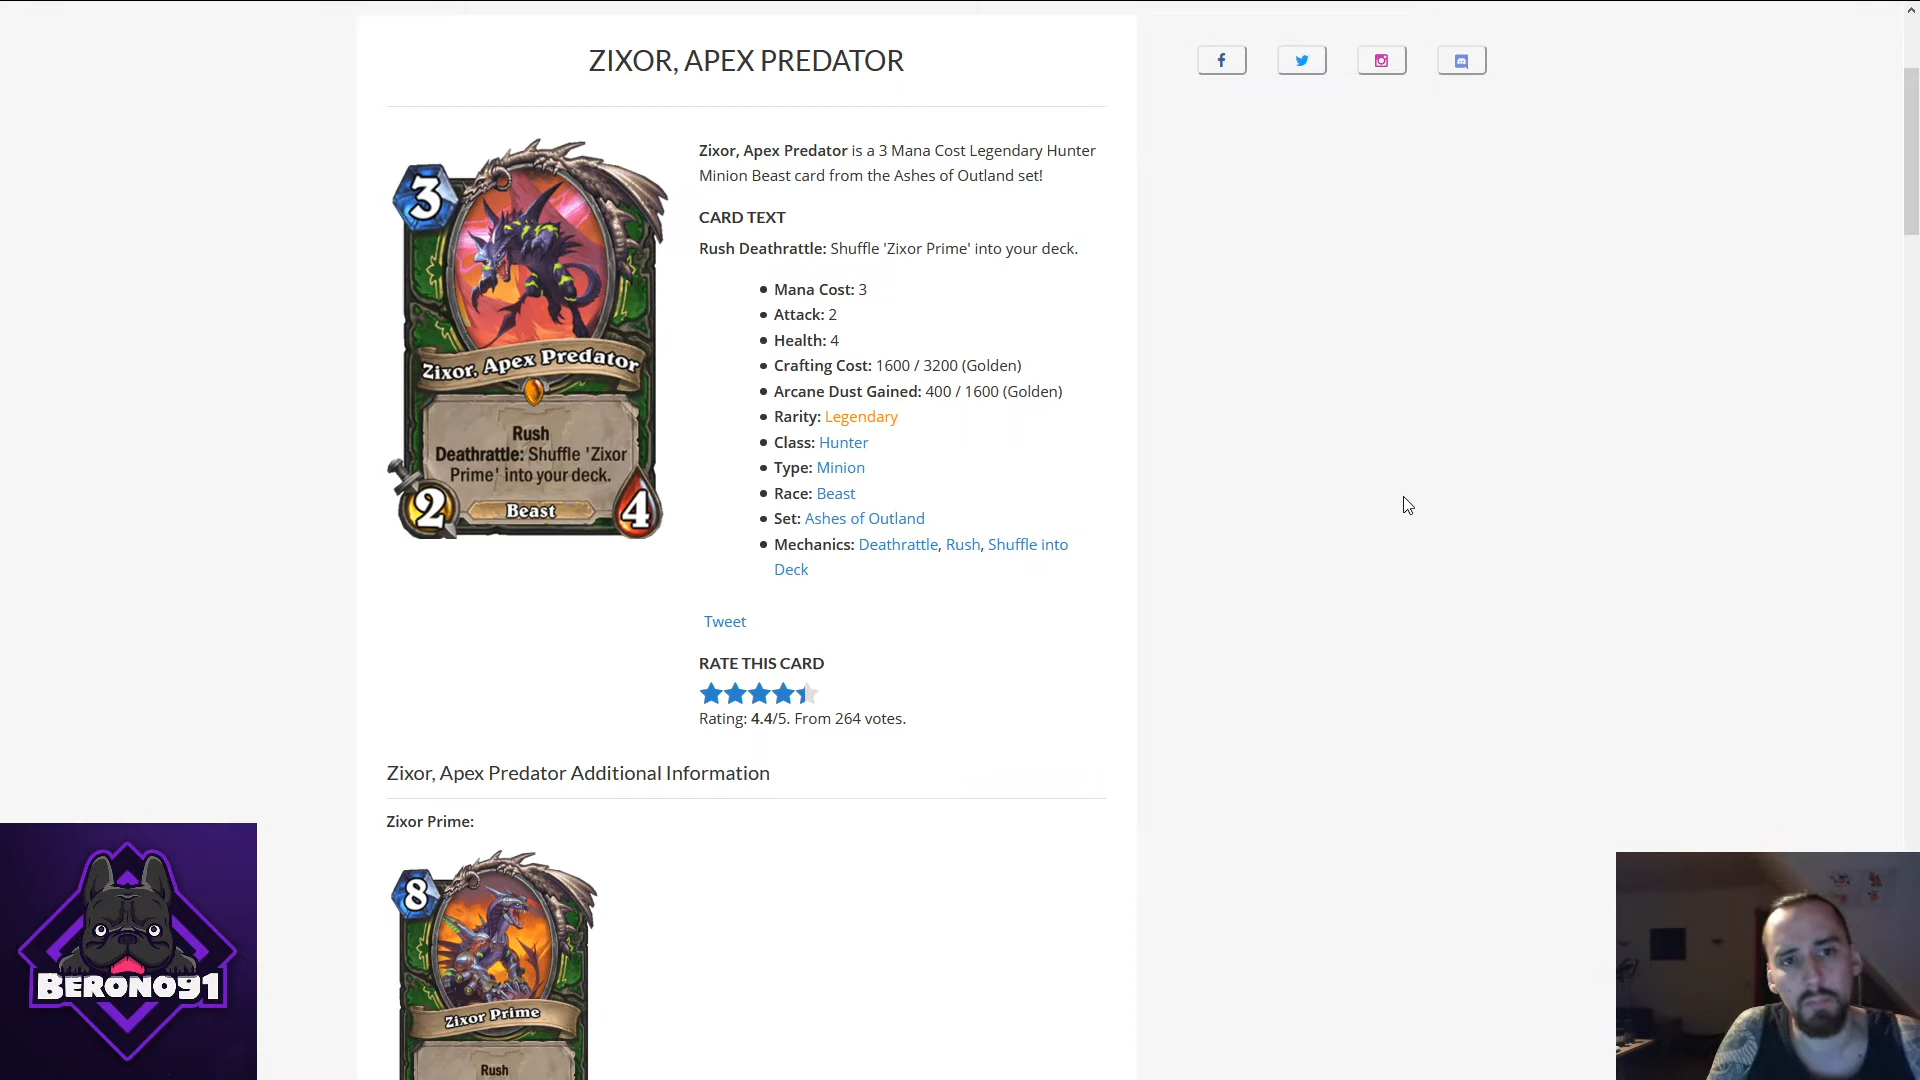 ZIXOR, APEX PREDATOR
3
Zixor, Apex Predator
Rush
Deathrattle: Shuffle 'Zixor
Prime' into your deck.
2
Beast
4
Zixor, Apex Predator is a 3 Mana Cost Legendary Hunter
Minion Beast card from the Ashes of Outland set!
CARD TEXT
Rush Deathrattle: Shuffle 'Zixor Prime' into your deck.
Mana Cost: 3
Attack: 2
Health: 4
Crafting Cost: 1600 / 3200 (Golden)
Arcane Dust Gained: 400 / 1600 (Golden)
Rarity: Legendary
Class: Hunter
Type: Minion
Race: Beast
Set: Ashes of Outland
Mechanics: Deathrattle, Rush, Shuffle into
Deck
Tweet
RATE THIS CARD
Rating: 4.4/5. From 264 votes.
Zixor, Apex Predator Additional Information
Zixor Prime:
8
Zixor Prime
Rush
BERONO91